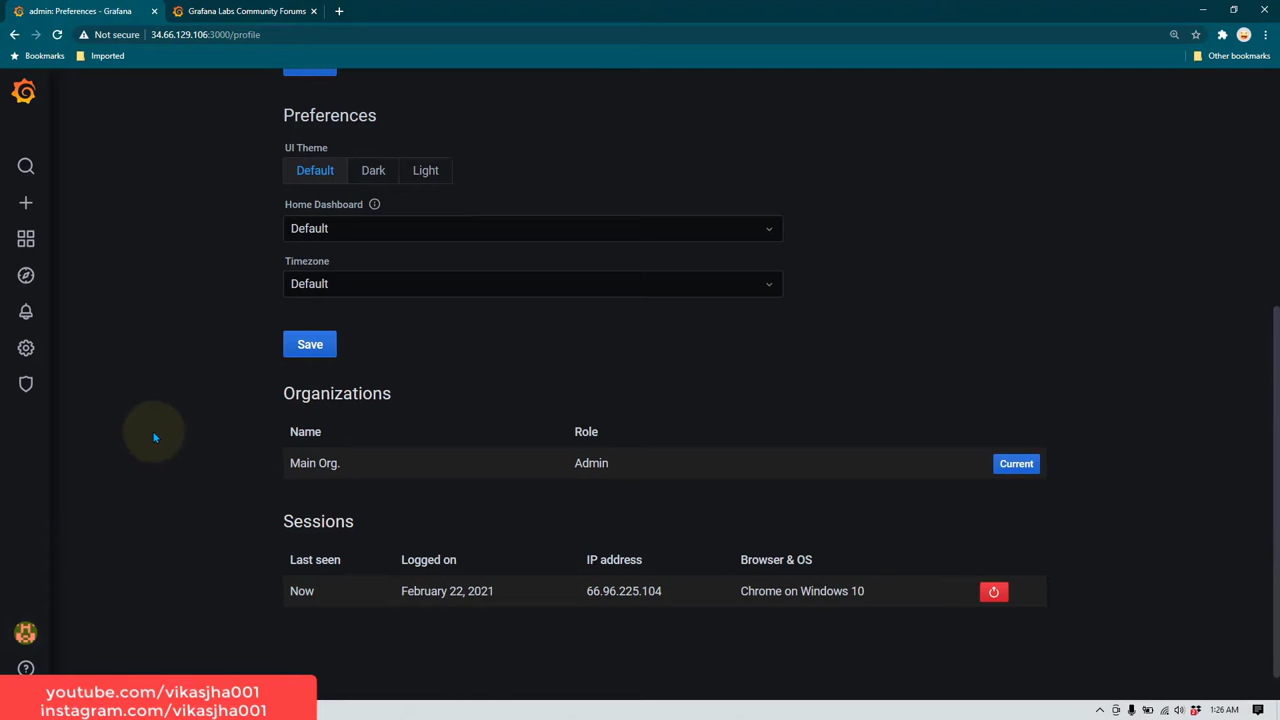 admin: Preferences - Grafana
Grafana Labs Community Forums
Not secure
34.66.129.106:3000/profile
Bookmarks
Imported
Other bookmarks
Preferences
UI Theme
Default Dark Light
Home Dashboard
Default
Timezone
Default
Save
Organizations
Name Role
Main Org. Admin Current
Sessions
Last seen Logged on IP address Browser & OS
Now February 22, 2021 66.96.225.104 Chrome on Windows 10
youtube.com/vikasjha001
instagram.com/vikasjha001
1:26 AM